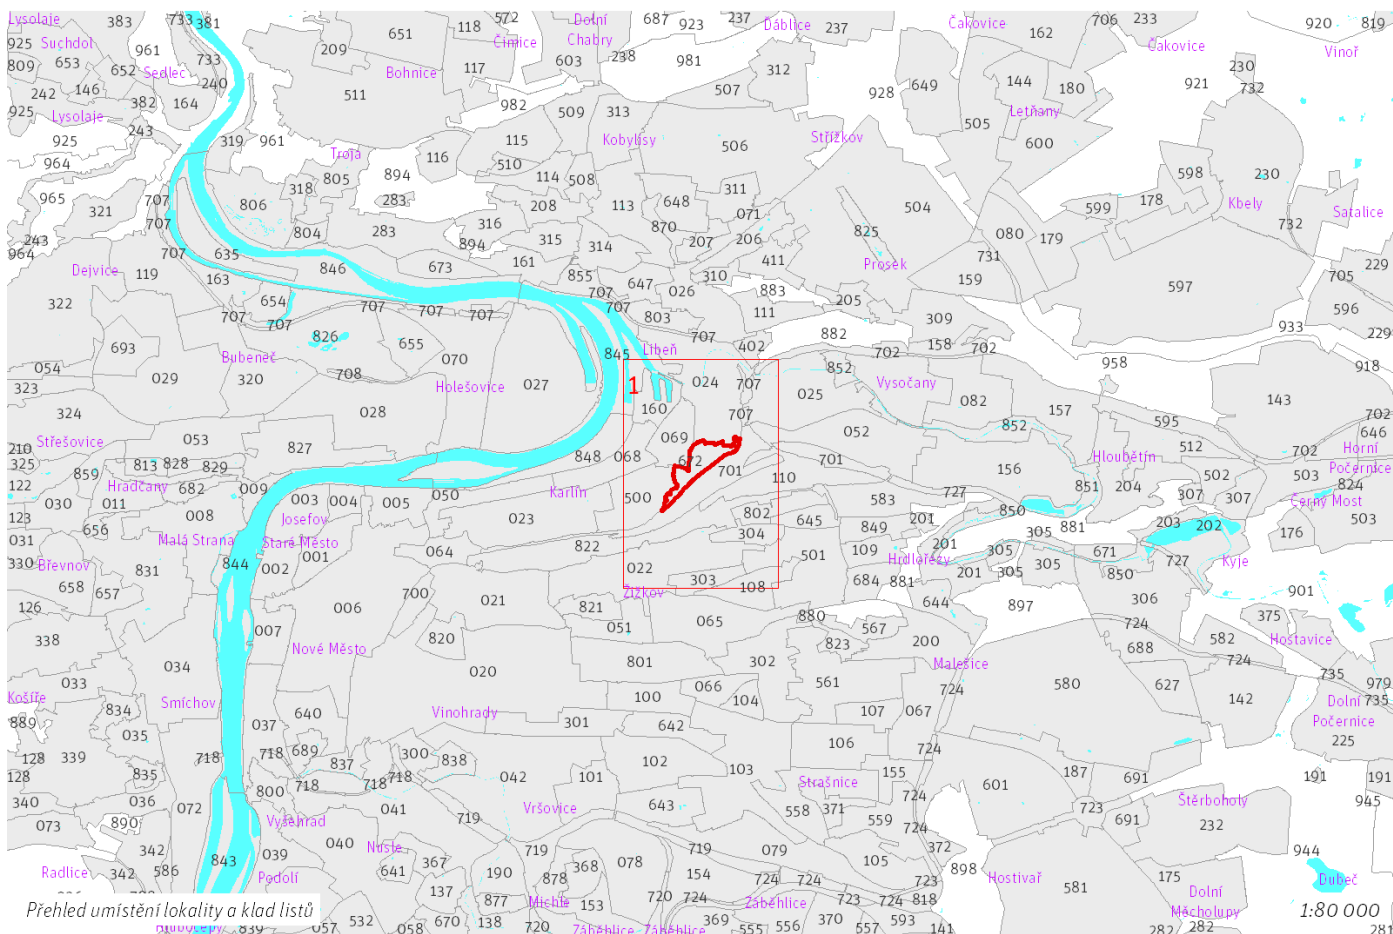 Lysolaje 383 733 381 118 572 Dolní 687 923 237 Ďáblice 237 Čakovice 706 233 920 819
925 Suchdol 961 209 651 Čimice Chabry 238 162 Čakovice Vinoř
809 653 652 Sedlec 733 Bohnice 117 603 981 312 230
242 146 382 164 240 511 982 509 313 507 928 649 144 180 921 732
925 Lysolaje 243 319 961 115 Kobylisy 506 Střížkov 505 Letňany 600
925 964 Troja 116 510 598 230
965 321 707 806 318 805 894 283 114 508 311 504 599 178 Kbely Satalice
243 964 707 804 283 316 208 113 648 071 825 080 179 732
Dejvice 119 707 635 846 894 315 314 870 207 206 731
322 163 673 161 855 647 026 310 411 883 Prosek 159 597 705 229
654 707 707 707 707 707 707 707 803 111 205 309 596
693 826 655 845 Libeň 402 882 158 702 702 933 229
054 Bubeneč 070 707 958 918
323 029 320 708 Holešovice 027 1 024 707 852 Vysočany
324 028 160 025 082 157 143
Střešovice 053 827 069 707 052 852 595 702 646
210 325 859 813 828 829 848 068 672 701 701 156 Hloubětín 512 702 Horní Počernice
122 Hradčany 682 009 003 004 005 050 Karlín 500 110 727 851 204 502 503 824
030 011 008 Josefov 023 802 583 850 307 307 Černý Most
123 656 Malá Strana Staré Město 304 645 849 201 305 881 203 202 176 503
031 001 064 822 501 109 201 Hrdlořezy 305 671 727 Kyje
330 Břevnov 831 844 002 022 303 108 684 881 201 305 305 850
658 657 700 021 Žižkov 644 897 306 901
126 006 821 051 065 880 567 724 375
338 007 Nové Město 820 823 200 688 582 Hostavice
034 020 801 302 Malešice 724 735
033 100 066 104 561 724 580 627 142 979
Košíře 834 Smíchov Vinohrady 107 067 Dolní 735
889 035 037 640 301 642 Počernice
128 339 718 718 689 300 838 102 106 724 225
128 835 837 718 718 042 101 103 Strašnice 155 601 187 691 191 191
340 036 072 800 041 Vršovice 643 558 371 724 723 Štěrboholy 945
073 890 Vyšehrad 719 559 724 691 232
342 040 Nusle 719 719 079 372 944
Radlice 342 586 843 039 367 190 368 078 154 105 898 Hostivař 175 Dubeč
Podolí 641 137 878 724 724 723 581 Dolní
Přehled umístění lokality a klad listů 877 Michle 153 720 724 Záběhlice 723 724 818 Měcholupy 1:80 000
Hlubočepy 839 057 532 058 670 138 720 Záběhlice 369 Záběhlice 555 556 370 557 593 141 282 282 281